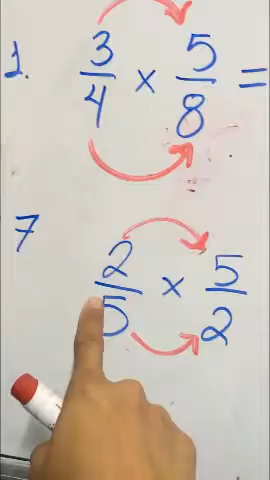 1. 3/4 × 5/8 =
7 2/5 × 5/2